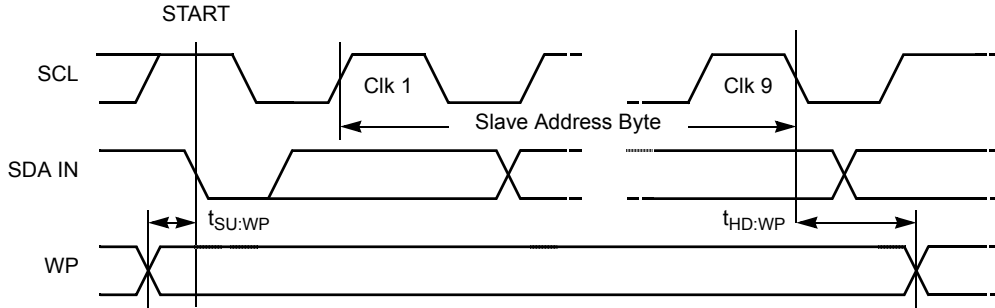 START
SCL
Clk 1
Clk 9
Slave Address Byte
SDA IN
tSU:WP
tHD:WP
WP